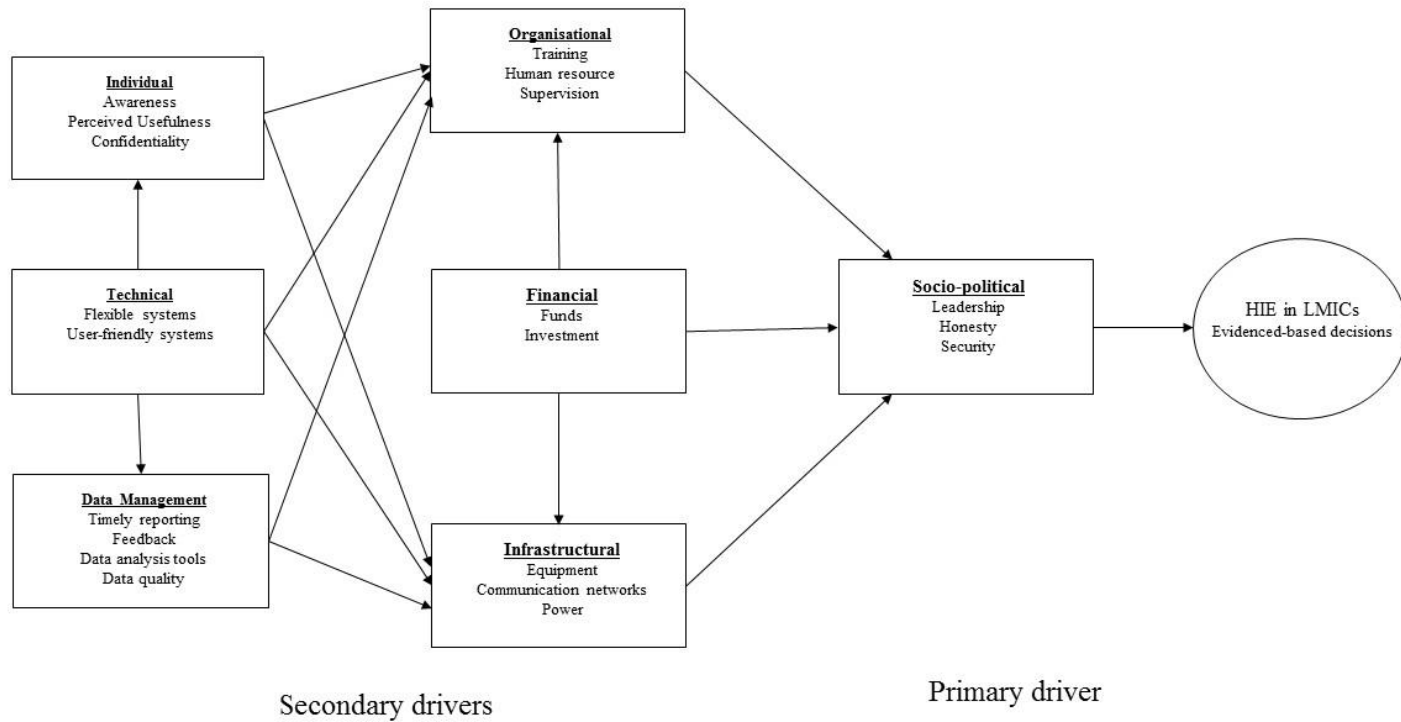 Individual
Awareness
Perceived Usefulness
Confidentiality
Technical
Flexible systems
User-friendly systems
Data Management
Timely reporting
Feedback
Data analysis tools
Data quality
Organisational
Training
Human resource
Supervision
Financial
Funds
Investment
Infrastructural
Equipment
Communication networks
Power
Socio-political
Leadership
Honesty
Security
HIE in LMICs
Evidenced-based decisions
Secondary drivers
Primary driver